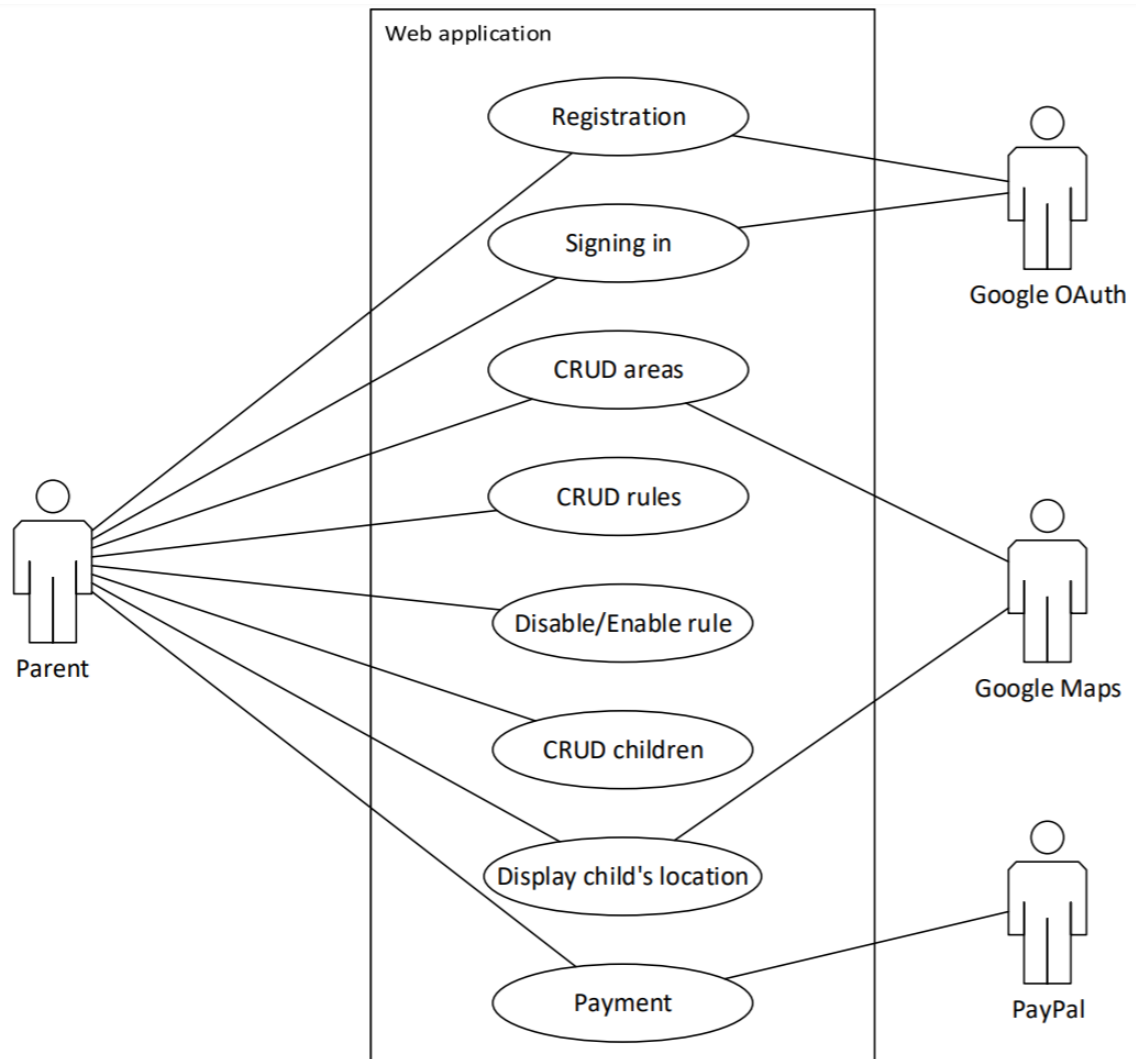 Web application
Registration
Signing in
Google OAuth
CRUD areas
CRUD rules
Disable/Enable rule
Parent
Google Maps
CRUD children
Display child's location
Payment
PayPal